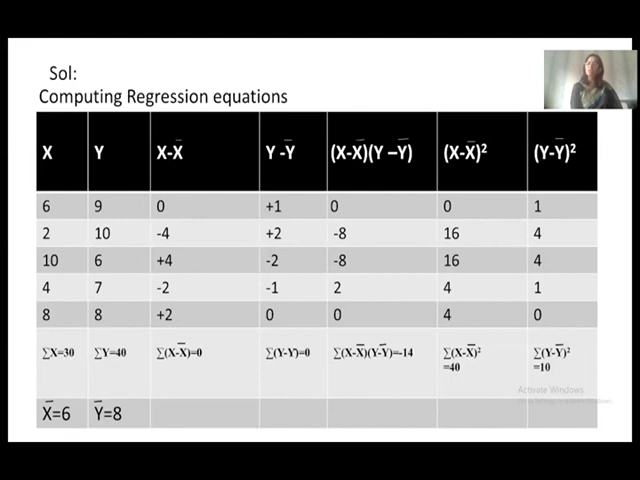 Sol:
Computing Regression equations
X Y X-X̄ Y -Ȳ (X-X̄)(Y –Ȳ) (X-X̄)² (Y-Ȳ)²
6 9 0 +1 0 0 1
2 10 -4 +2 -8 16 4
10 6 +4 -2 -8 16 4
4 7 -2 -1 2 4 1
8 8 +2 0 0 4 0
∑X=30 ∑Y=40 ∑(X-X̄)=0 ∑(Y-Y)=0 ∑(X-X̄)(Y-Ȳ)=-14 ∑(X-X̄)² =40 ∑(Y-Ȳ)² =10
X̄=6 Ȳ=8
Activate Windows